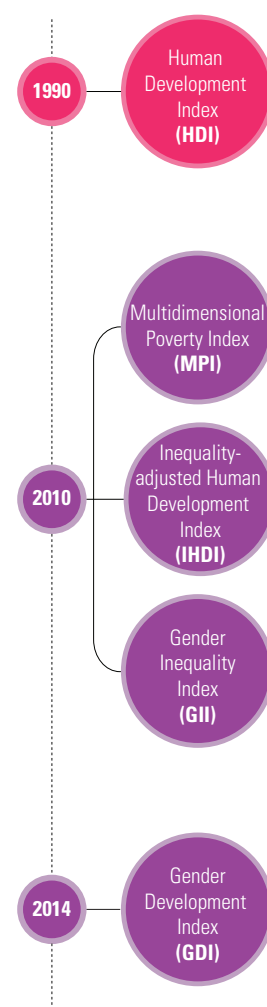 1990
Human
Development
Index
(HDI)
2010
Multidimensional
Poverty Index
(MPI)
Inequality-
adjusted Human
Development
Index
(IHDI)
Gender
Inequality
Index
(GII)
2014
Gender
Development
Index
(GDI)